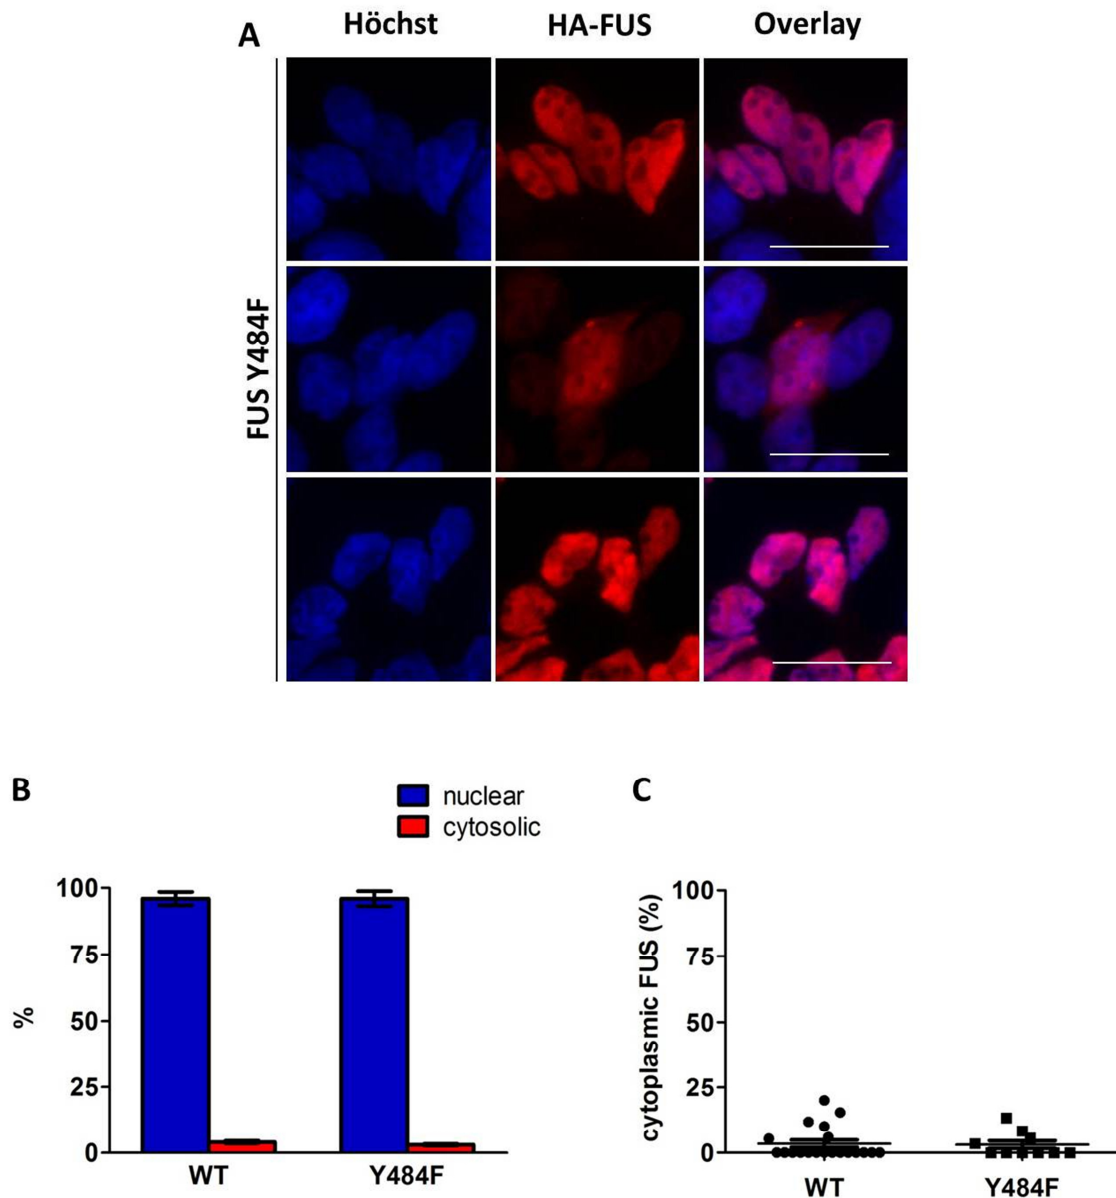 A
Höchst HA-FUS Overlay
FUS Y484F
B
nuclear
cytosolic
100
75
50
25
0
%
WT Y484F
C
100
75
50
25
0
cytoplasmic FUS (%)
WT Y484F